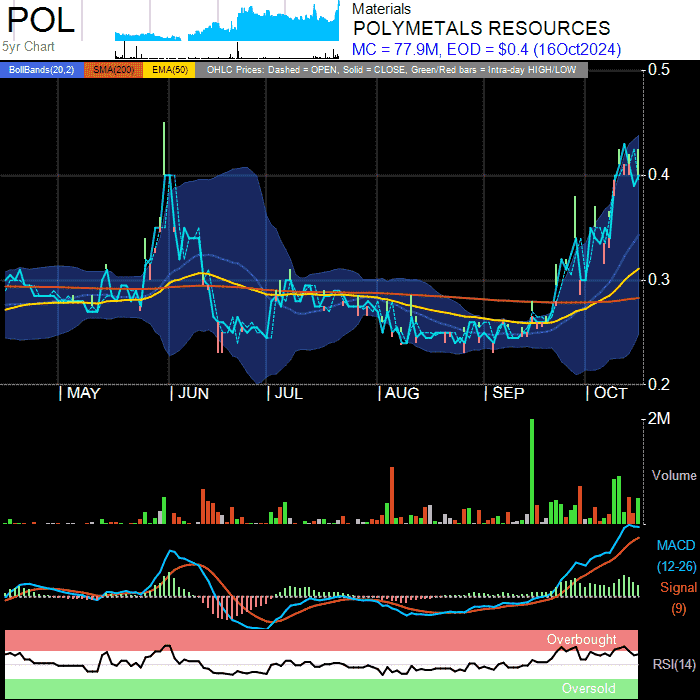 POL
5yr Chart
Materials
POLYMETALS RESOURCES
MC = 77.9M, EOD = $0.4 (16Oct2024)
BollBands(20,2) SMA(200) EMA(50) OHLC Prices: Dashed = OPEN, Solid = CLOSE, Green/Red bars = Intra-day HIGH/LOW
0.5
0.4
0.3
0.2
MAY JUN JUL AUG SEP OCT
2M
Volume
MACD
(12-26)
Signal
(9)
Overbought
RSI(14)
Oversold